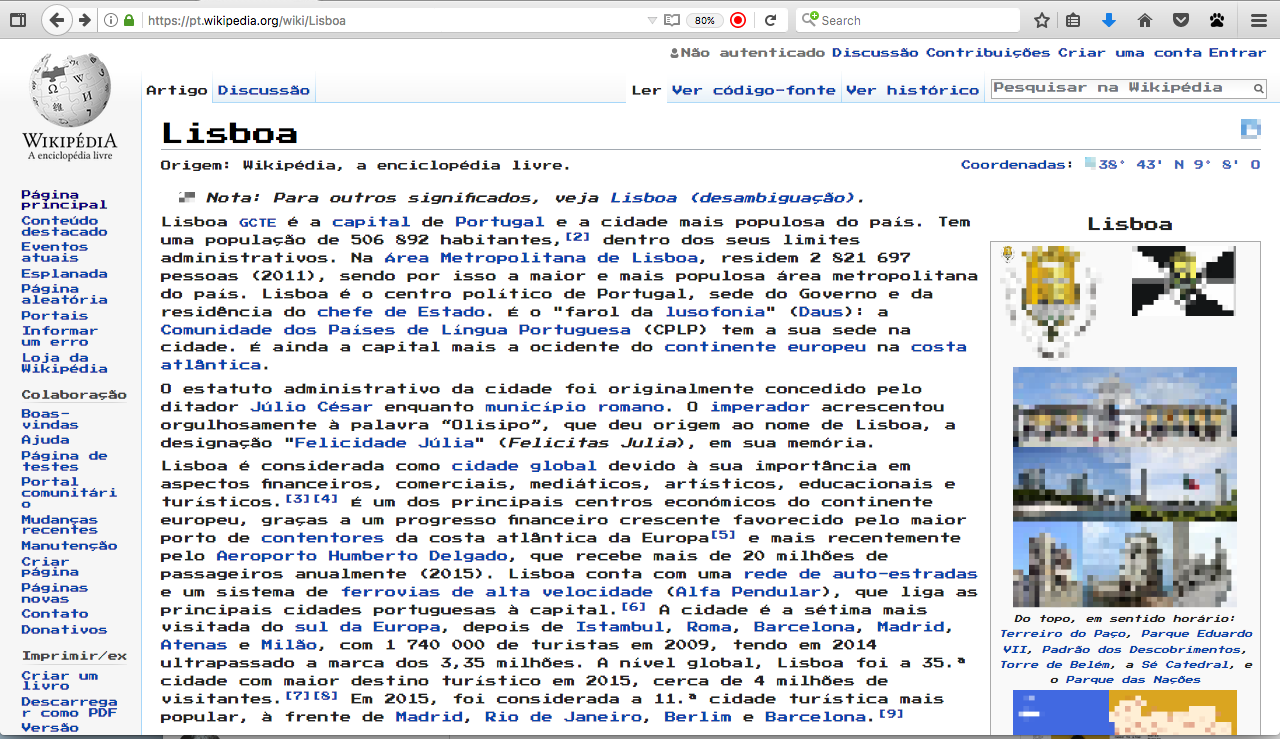 https://pt.wikipedia.org/wiki/Lisboa
80%
Search
Não autenticado Discussão Contribuições Criar uma conta Entrar
Artigo Discussão
Ler Ver código-fonte Ver histórico
Pesquisar na Wikipédia
WIKIPÉDIA
A enciclopédia livre
Página
principal
Conteúdo
destacado
Eventos
atuais
Esplanada
Página
aleatória
Portais
Informar
um erro
Loja da
Wikipédia
Colaboração
Boas-
vindas
Ajuda
Página de
testes
Portal
comunitári
o
Mudanças
recentes
Manutenção
Criar
página
Páginas
novas
Contato
Donativos
Imprimir/ex
Criar um
livro
Descarrega
r como PDF
Versão
Lisboa
Origem: Wikipédia, a enciclopédia livre.
Coordenadas: 38° 43' N 9° 8' O
Nota: Para outros significados, veja Lisboa (desambiguação).
Lisboa GCTE é a capital de Portugal e a cidade mais populosa do país. Tem
uma população de 506 892 habitantes,[2] dentro dos seus limites
administrativos. Na Área Metropolitana de Lisboa, residem 2 821 697
pessoas (2011), sendo por isso a maior e mais populosa área metropolitana
do país. Lisboa é o centro político de Portugal, sede do Governo e da
residência do chefe de Estado. É o "farol da lusofonia" (Daus): a
Comunidade dos Países de Língua Portuguesa (CPLP) tem a sua sede na
cidade. É ainda a capital mais a ocidente do continente europeu na costa
atlântica.
O estatuto administrativo da cidade foi originalmente concedido pelo
ditador Júlio César enquanto município romano. O imperador acrescentou
orgulhosamente à palavra “Olisipo”, que deu origem ao nome de Lisboa, a
designação "Felicidade Júlia" (Felicitas Julia), em sua memória.
Lisboa é considerada como cidade global devido à sua importância em
aspectos financeiros, comerciais, mediáticos, artísticos, educacionais e
turísticos.[3][4] É um dos principais centros económicos do continente
europeu, graças a um progresso financeiro crescente favorecido pelo maior
porto de contentores da costa atlântica da Europa[5] e mais recentemente
pelo Aeroporto Humberto Delgado, que recebe mais de 20 milhões de
passageiros anualmente (2015). Lisboa conta com uma rede de auto-estradas
e um sistema de ferrovias de alta velocidade (Alfa Pendular), que liga as
principais cidades portuguesas à capital.[6] A cidade é a sétima mais
visitada do sul da Europa, depois de Istambul, Roma, Barcelona, Madrid,
Atenas e Milão, com 1 740 000 de turistas em 2009, tendo em 2014
ultrapassado a marca dos 3,35 milhões. A nível global, Lisboa foi a 35.ª
cidade com maior destino turístico em 2015, cerca de 4 milhões de
visitantes.[7][8] Em 2015, foi considerada a 11.ª cidade turística mais
popular, à frente de Madrid, Rio de Janeiro, Berlim e Barcelona.[9]
Lisboa
Do topo, em sentido horário:
Terreiro do Paço, Parque Eduardo
VII, Padrão dos Descobrimentos,
Torre de Belém, a Sé Catedral, e
o Parque das Nações